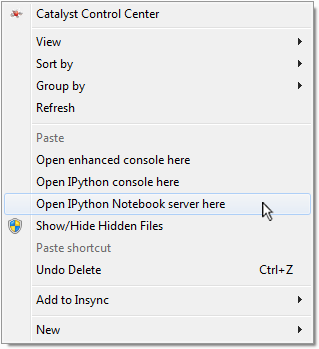 Catalyst Control Center
View
Sort by
Group by
Refresh
Paste
Open enhanced console here
Open IPython console here
Open IPython Notebook server here
Show/Hide Hidden Files
Paste shortcut
Undo Delete Ctrl+Z
Add to Insync
New